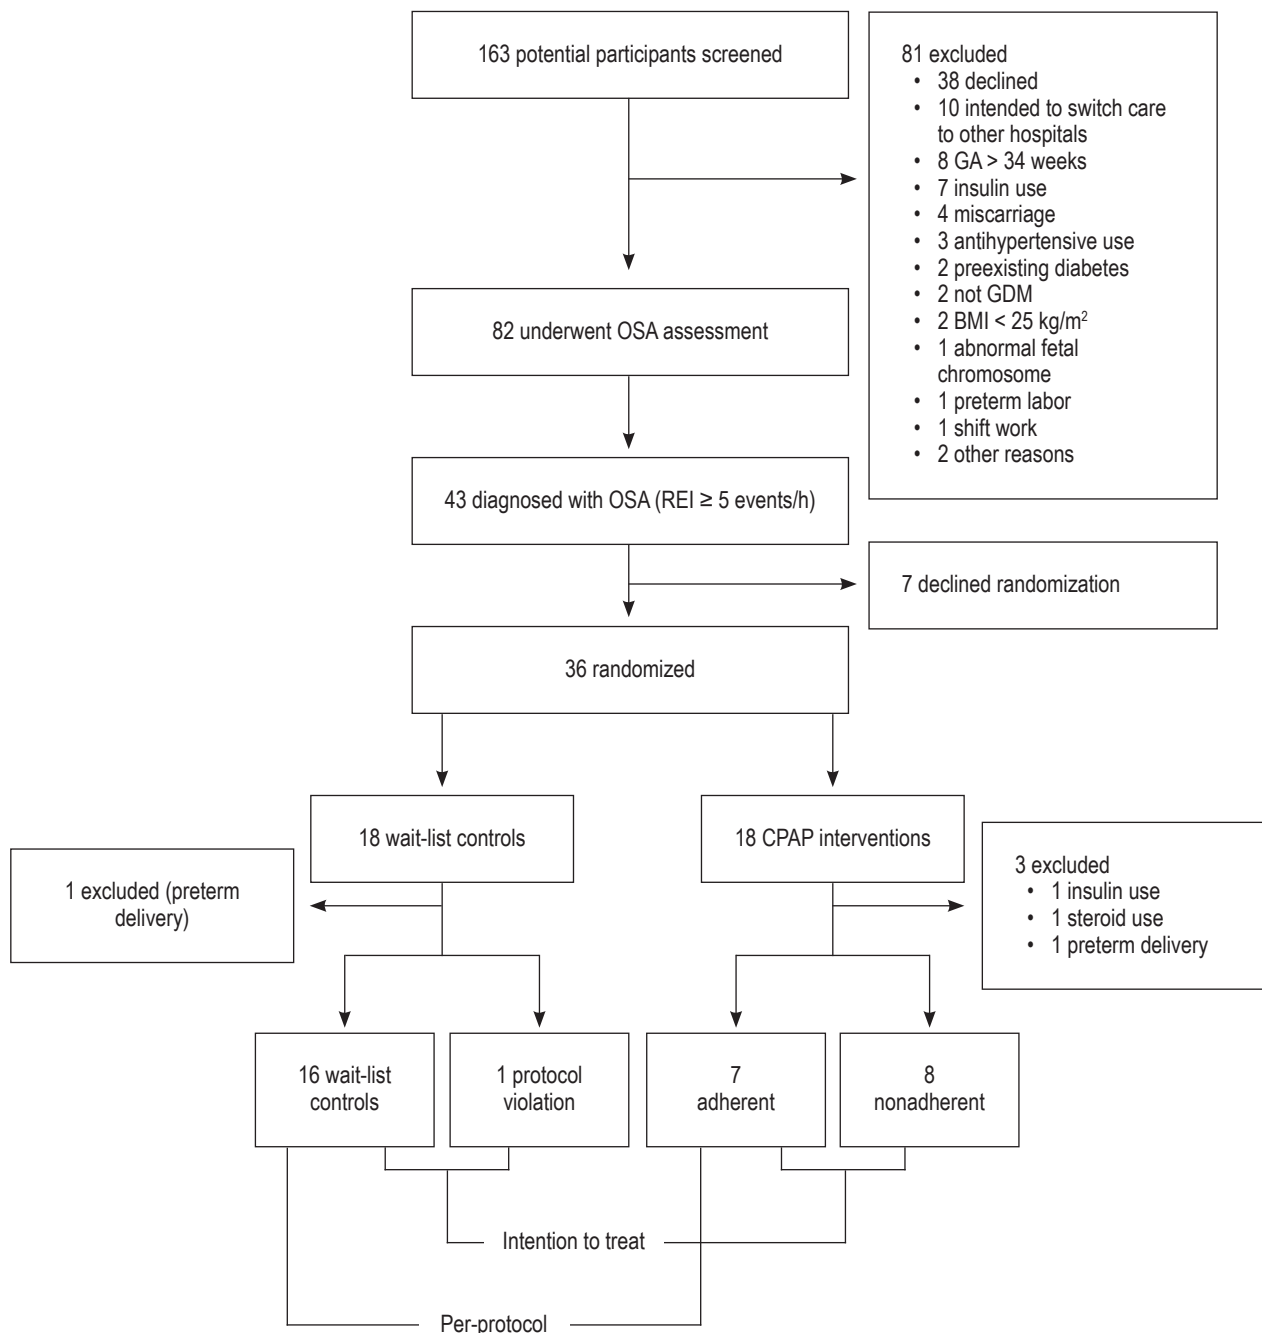 163 potential participants screened
81 excluded
• 38 declined
• 10 intended to switch care
to other hospitals
• 8 GA > 34 weeks
• 7 insulin use
• 4 miscarriage
• 3 antihypertensive use
• 2 preexisting diabetes
• 2 not GDM
• 2 BMI < 25 kg/m²
• 1 abnormal fetal
chromosome
• 1 preterm labor
• 1 shift work
• 2 other reasons
82 underwent OSA assessment
43 diagnosed with OSA (REI ≥ 5 events/h)
7 declined randomization
36 randomized
18 wait-list controls
18 CPAP interventions
1 excluded (preterm
delivery)
3 excluded
• 1 insulin use
• 1 steroid use
• 1 preterm delivery
16 wait-list
controls
1 protocol
violation
7
adherent
8
nonadherent
Intention to treat
Per-protocol